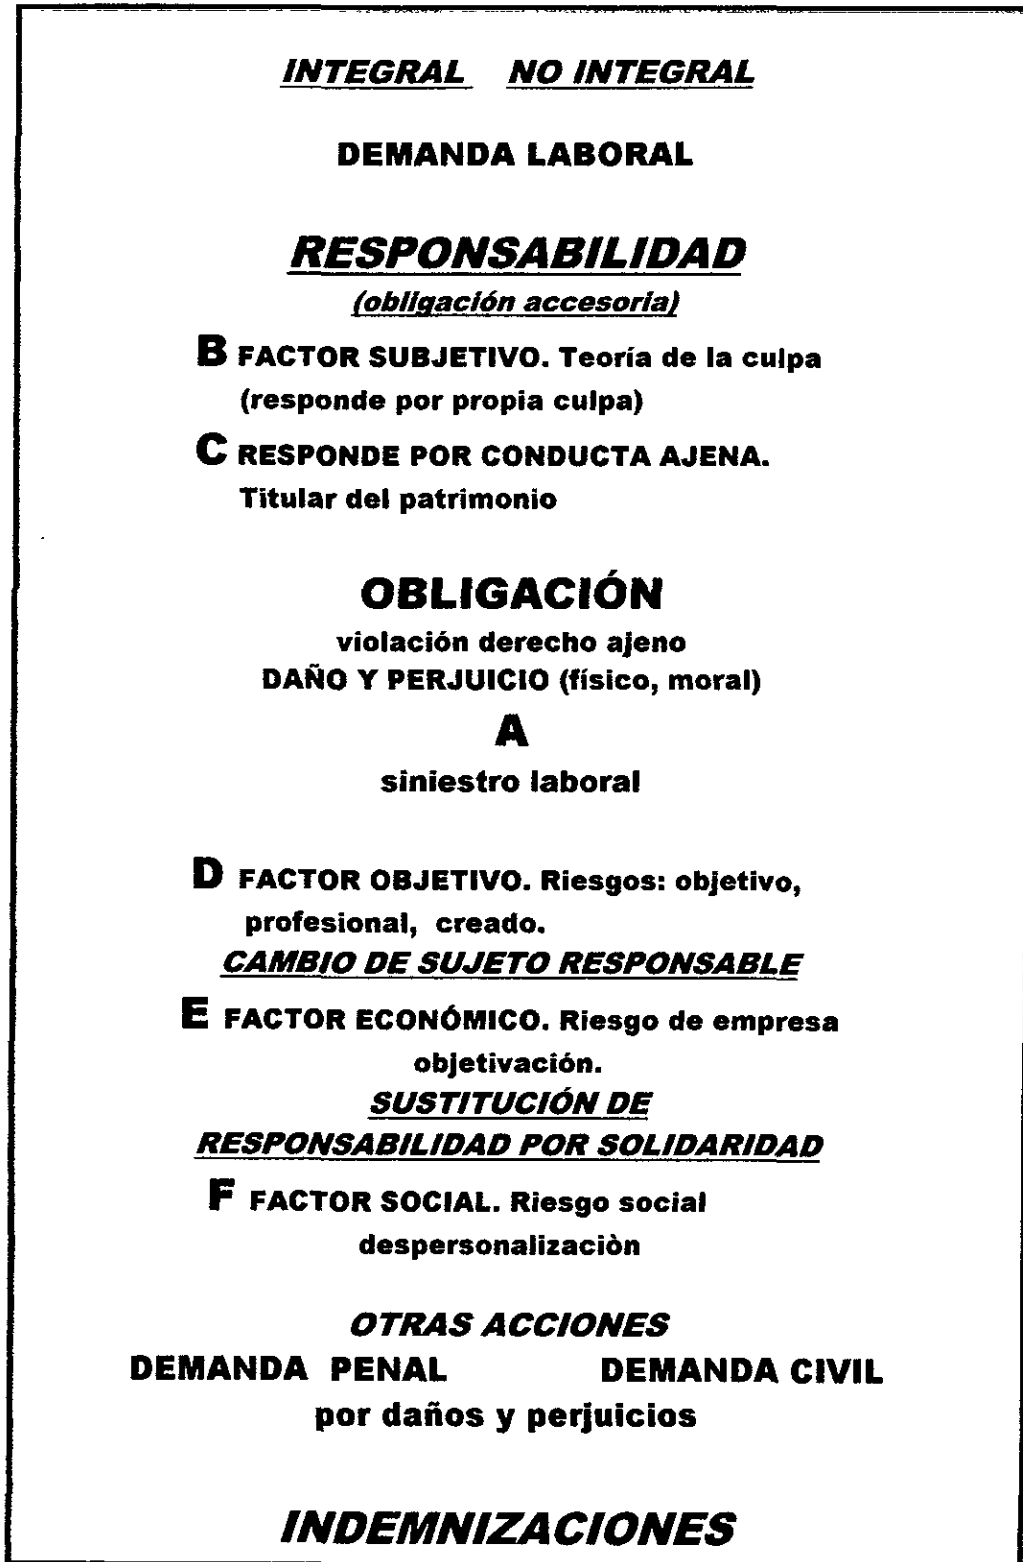 INTEGRAL NO INTEGRAL
DEMANDA LABORAL
RESPONSABILIDAD
(obligación accesoria)
B FACTOR SUBJETIVO. Teoría de la culpa
(responde por propia culpa)
C RESPONDE POR CONDUCTA AJENA.
Titular del patrimonio
OBLIGACIÓN
violación derecho ajeno
DAÑO Y PERJUICIO (físico, moral)
A
siniestro laboral
D FACTOR OBJETIVO. Riesgos: objetivo,
profesional, creado.
CAMBIO DE SUJETO RESPONSABLE
E FACTOR ECONÓMICO. Riesgo de empresa
objetivación.
SUSTITUCIÓN DE
RESPONSABILIDAD POR SOLIDARIDAD
F FACTOR SOCIAL. Riesgo social
despersonalizaciòn
OTRAS ACCIONES
DEMANDA PENAL DEMANDA CIVIL
por daños y perjuicios
INDEMNIZACIONES